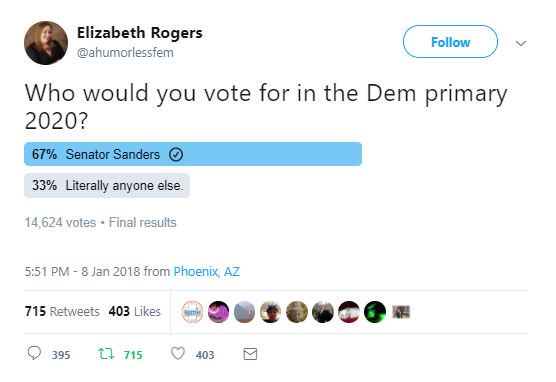 Elizabeth Rogers
@ahumorlessfem
Follow
Who would you vote for in the Dem primary
2020?
67% Senator Sanders
33% Literally anyone else.
14,624 votes • Final results
5:51 PM - 8 Jan 2018 from Phoenix, AZ
715 Retweets 403 Likes
395 715 403